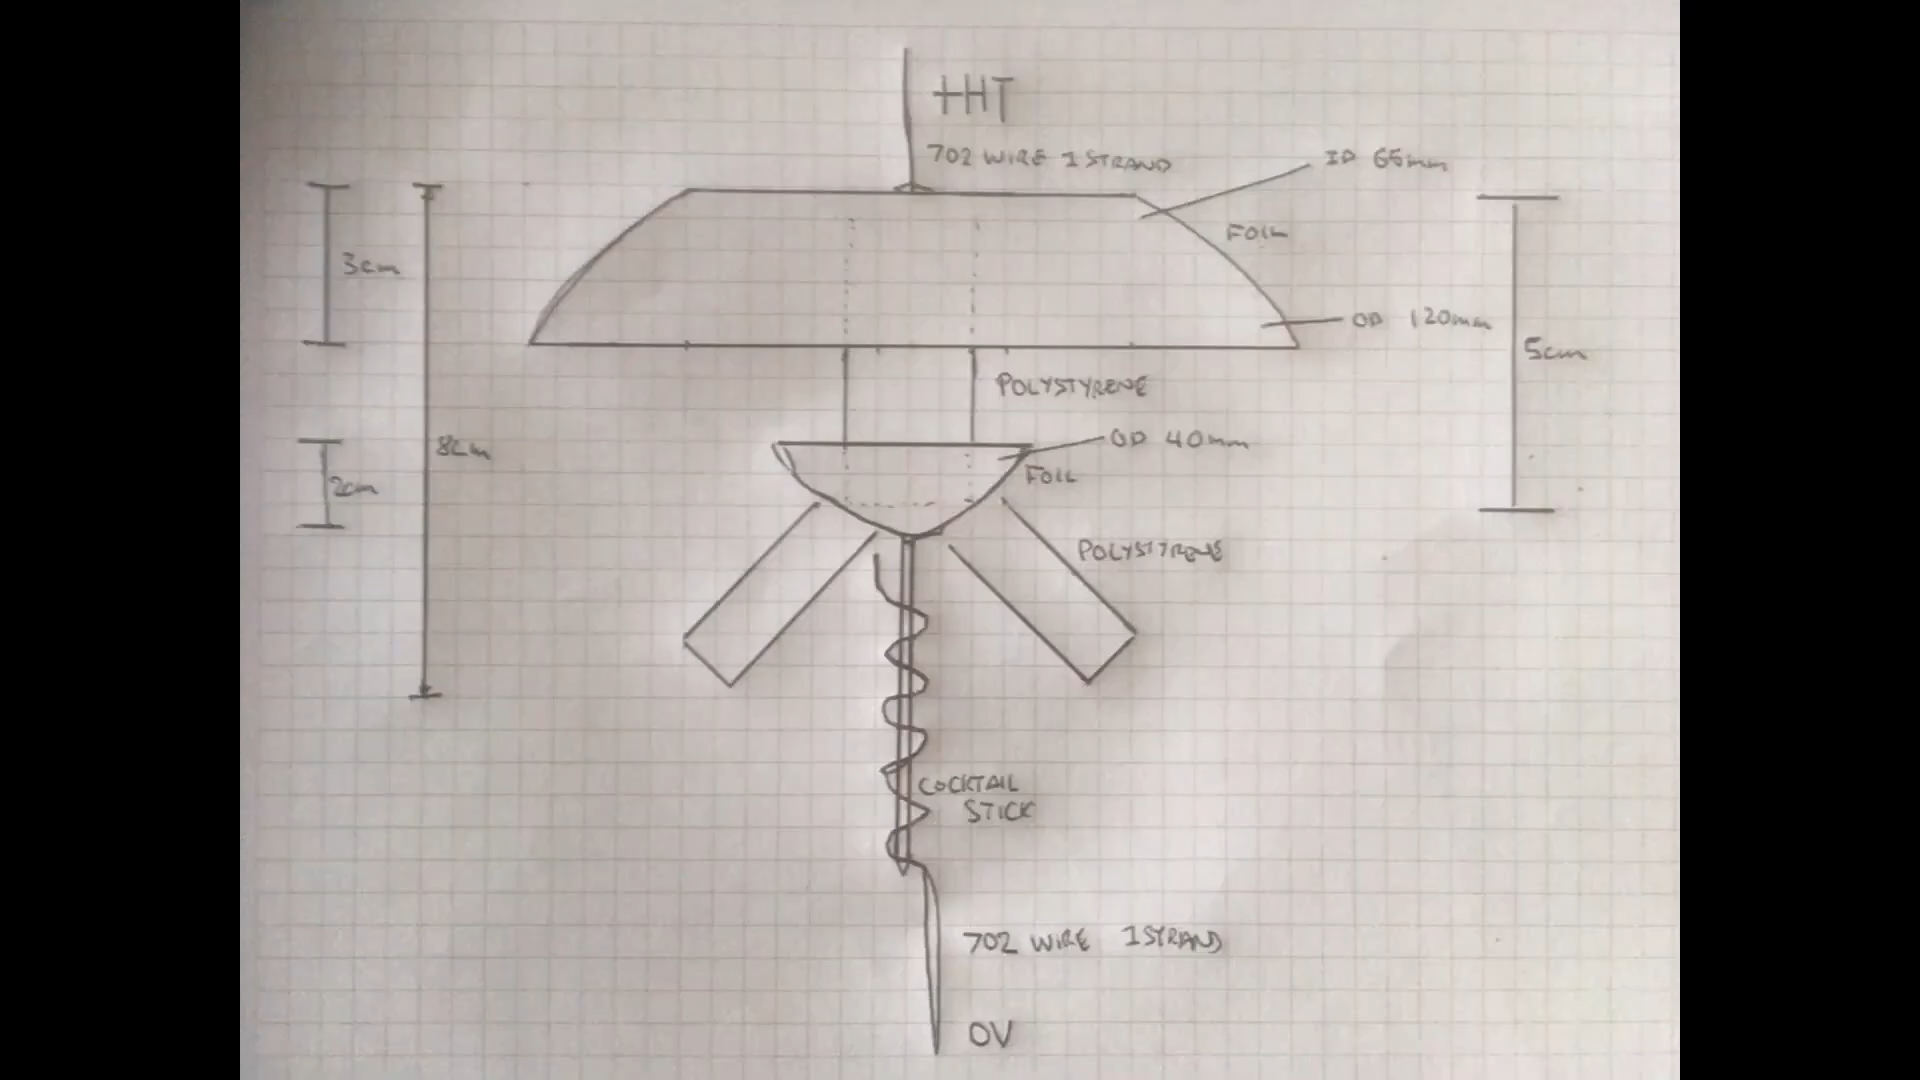 +HT
702 WIRE 1 STRAND
ID 65mm
FOIL
3cm
OD 120mm
5cm
POLYSTYRENE
OD 40mm
8cm
FOIL
2cm
POLYSTYRENE
COCKTAIL
STICK
702 WIRE 1 STRAND
0V